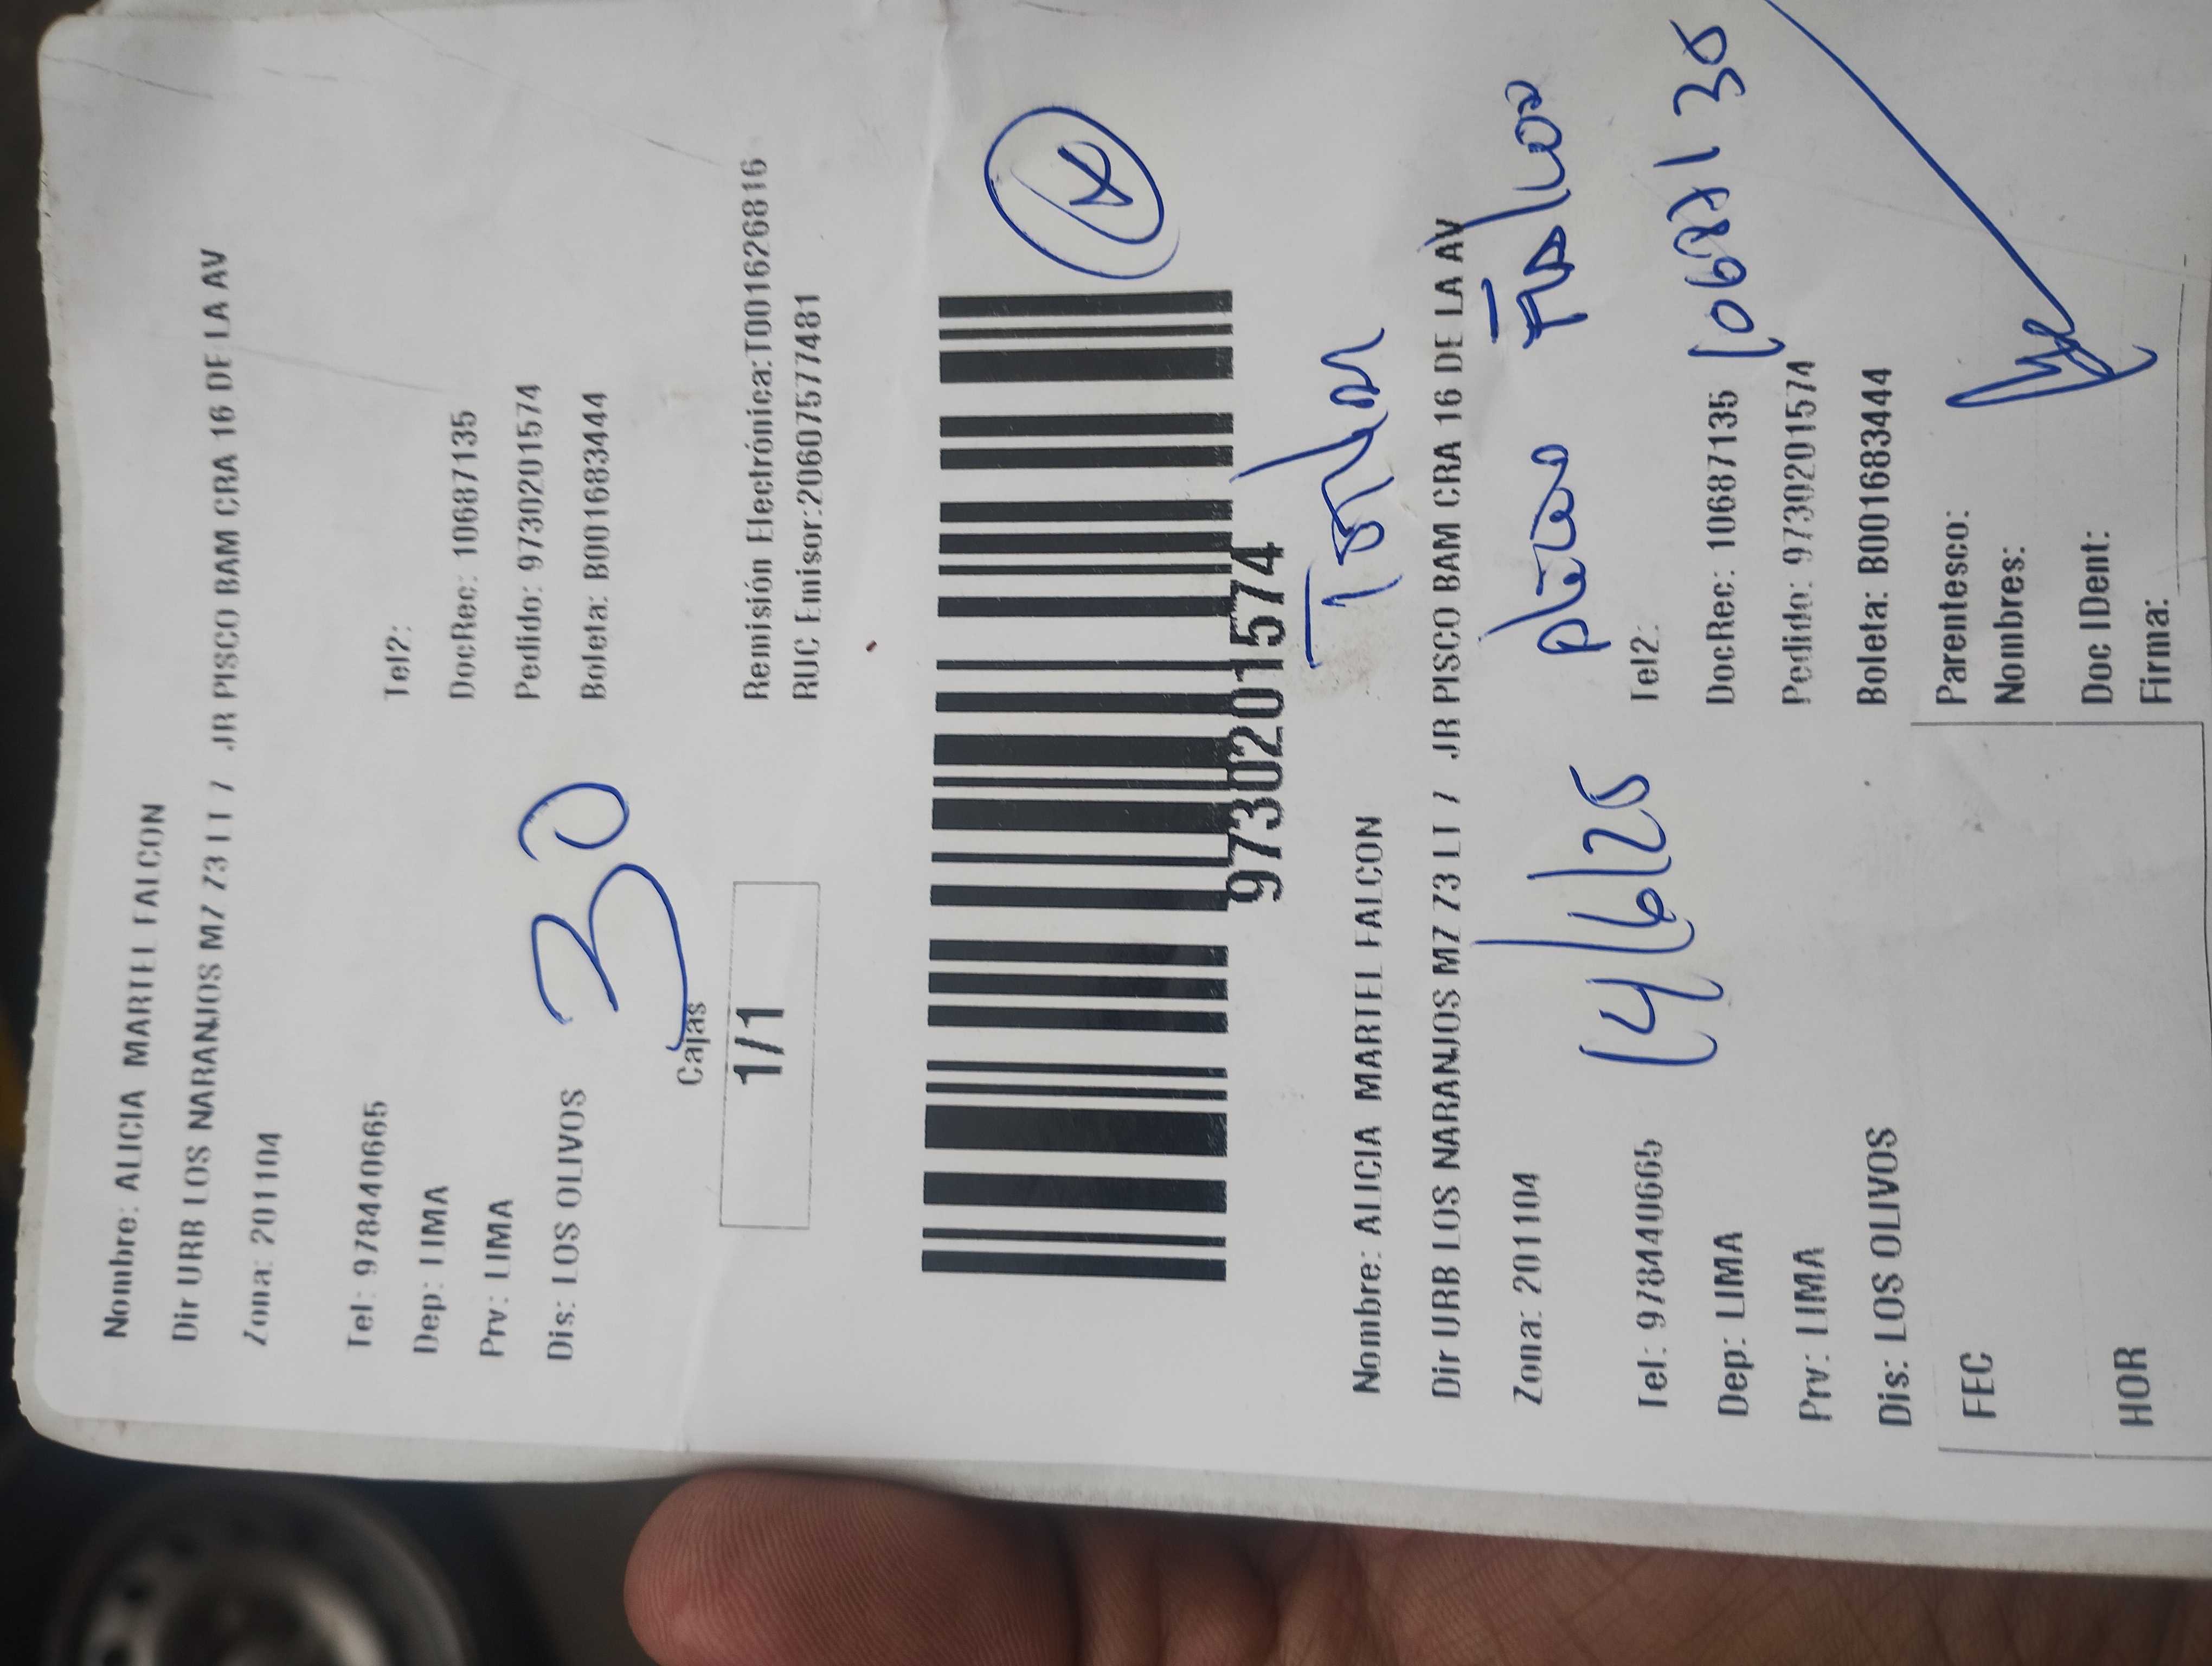 Nombre: ALICIA MARTEL FALCON
Dir URB LOS NARANJOS MZ Z3 LT 7 JR PISCO BAM CRA 16 DE LA AV
Zona: 201104
Tel: 978440665 Tel2:
Dep: LIMA DocRec: 10687135
Prv: LIMA Pedido: 9730201574
Dis: LOS OLIVOS Boleta: B001683444
30
Cajas
1/1
Remisión Electrónica:T001626816
RUC Emisor:20607577481
9730201574
Nombre: ALICIA MARTEL FALCON
Dir URB LOS NARANJOS MZ Z3 LT 7 JR PISCO BAM CRA 16 DE LA AV
Zona: 201104
14/6/25
Tel: 978440665 Tel2:
Dep: LIMA DocRec: 10687135
Prv: LIMA Pedido: 9730201574
Dis: LOS OLIVOS Boleta: B001683444
FEC Parentesco:
Nombres:
HOR Doc IDent:
Firma: